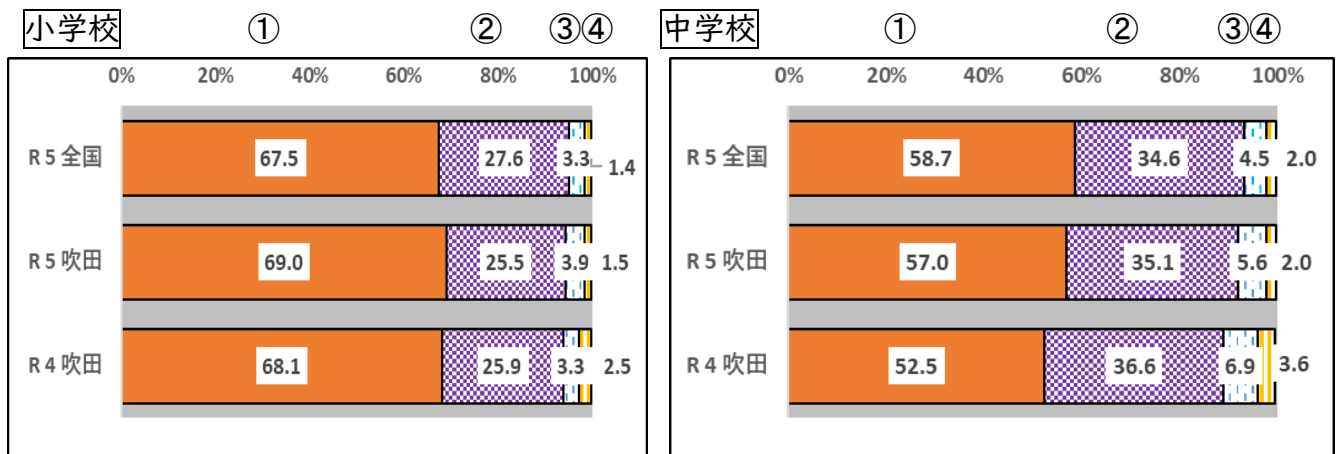 小学校 ① ② ③④
0% 20% 40% 60% 80% 100%
R5全国 67.5 27.6 3.3 1.4
R5吹田 69.0 25.5 3.9 1.5
R4吹田 68.1 25.9 3.3 2.5
中学校 ① ② ③④
0% 20% 40% 60% 80% 100%
R5全国 58.7 34.6 4.5 2.0
R5吹田 57.0 35.1 5.6 2.0
R4吹田 52.5 36.6 6.9 3.6